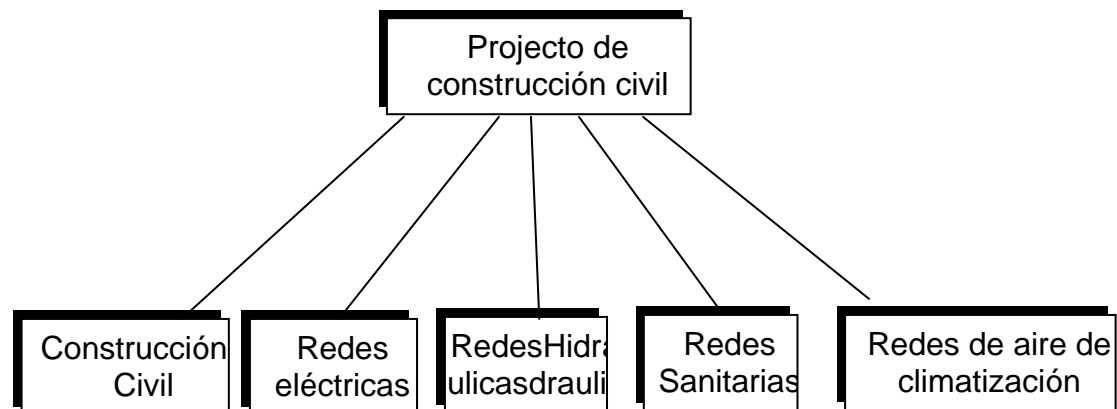 Projecto de
construcción civil
Construcción
Civil
Redes
eléctricas
RedesHidra
ulicasdrauli
Redes
Sanitarias
Redes de aire de
climatización